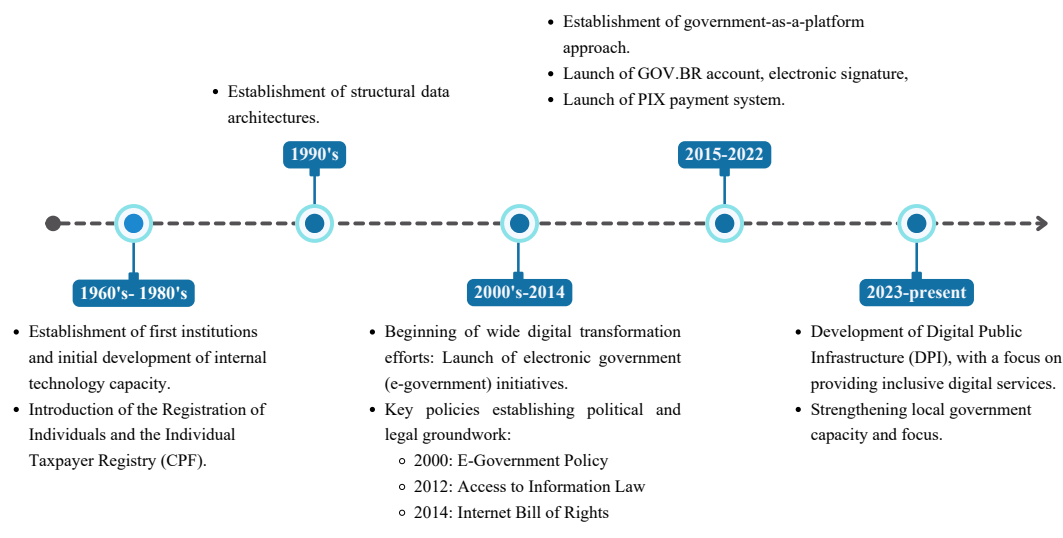 • Establishment of government-as-a-platform
approach.
• Launch of GOV.BR account, electronic signature,
• Launch of PIX payment system.
• Establishment of structural data
architectures.
1990's
2015-2022
1960's- 1980's
2000's-2014
2023-present
• Establishment of first institutions
and initial development of internal
technology capacity.
• Introduction of the Registration of
Individuals and the Individual
Taxpayer Registry (CPF).
• Beginning of wide digital transformation
efforts: Launch of electronic government
(e-government) initiatives.
• Key policies establishing political and
legal groundwork:
◦ 2000: E-Government Policy
◦ 2012: Access to Information Law
◦ 2014: Internet Bill of Rights
• Development of Digital Public
Infrastructure (DPI), with a focus on
providing inclusive digital services.
• Strengthening local government
capacity and focus.